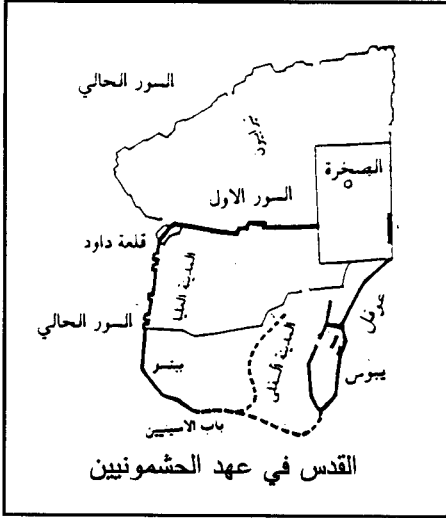 السور الحالي
الصخرة
السور الاول
قلعة داود
المدينة العليا
عوفل
السور الحالي
المدينة السفلى
يبوس
باب الاسينيين
القدس في عهد الحشمونيين